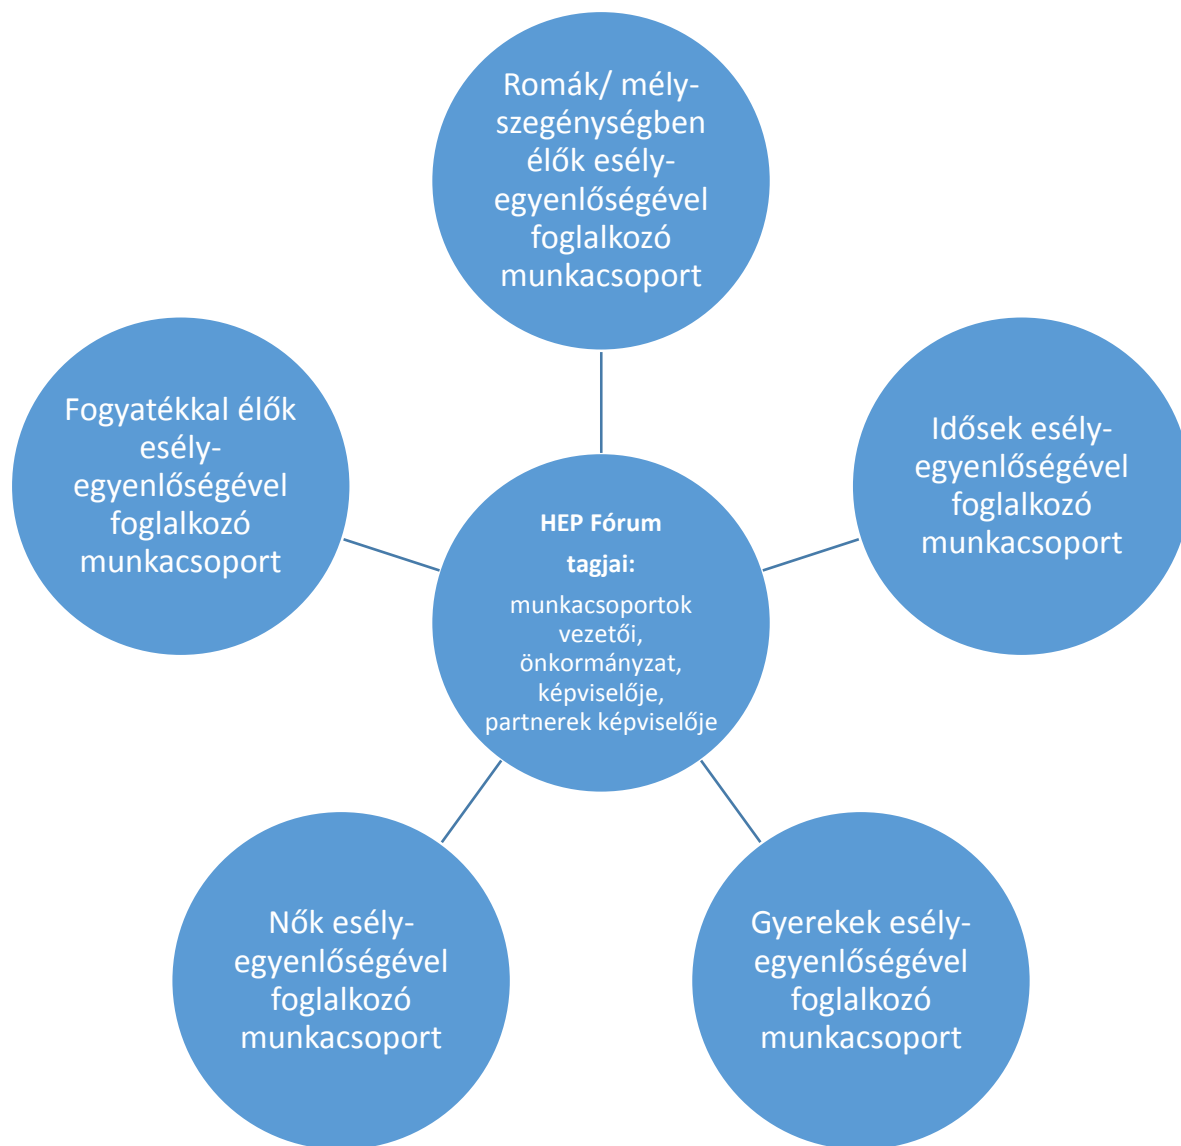 Romák/ mély-
szegénységben
élők esély-
egyenlőségével
foglalkozó
munkacsoport
Fogyatékkal élők
esély-
egyenlőségével
foglalkozó
munkacsoport
Idősek esély-
egyenlőségével
foglalkozó
munkacsoport
HEP Fórum
tagjai:
munkacsoportok
vezetői,
önkormányzat,
képviselője,
partnerek képviselője
Nők esély-
egyenlőségével
foglalkozó
munkacsoport
Gyerekek esély-
egyenlőségével
foglalkozó
munkacsoport